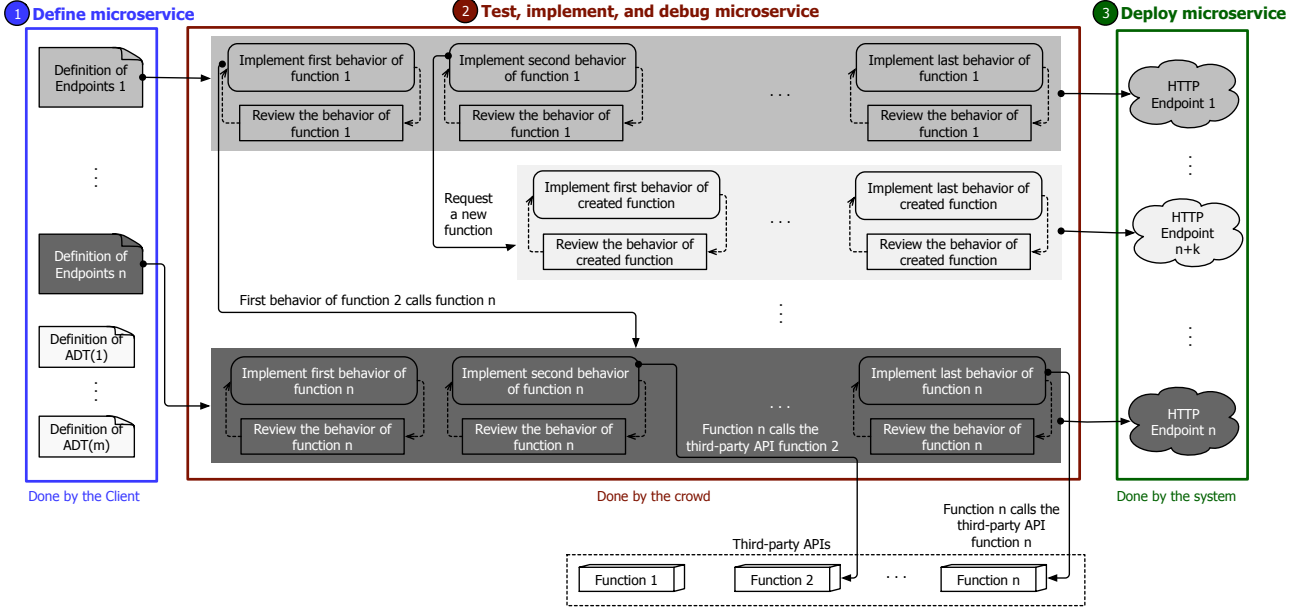 1 Define microservice
2 Test, implement, and debug microservice
3 Deploy microservice
Definition of
Endpoints 1
Implement first behavior of
function 1
Implement second behavior
of function 1
. . .
Implement last behavior of
function 1
Review the behavior of
function 1
Review the behavior of
function 1
Review the behavior of
function 1
HTTP
Endpoint 1
. . .
. . .
Request
a new
function
Implement first behavior of
created function
. . .
Implement last behavior of
created function
Review the behavior of
created function
Review the behavior of
created function
HTTP
Endpoint
n+k
Definition of
Endpoints n
First behavior of function 2 calls function n
. . .
. . .
Definition of
ADT(1)
. . .
Definition of
ADT(m)
Implement first behavior of
function n
Implement second behavior
of function n
. . .
Implement last behavior of
function n
Review the behavior of
function n
Review the behavior of
function n
Function n calls the
third-party API function 2
Review the behavior of
function n
HTTP
Endpoint n
Done by the Client
Done by the crowd
Done by the system
Function n calls the
third-party API
function n
Third-party APIs
Function 1
Function 2
. . .
Function n